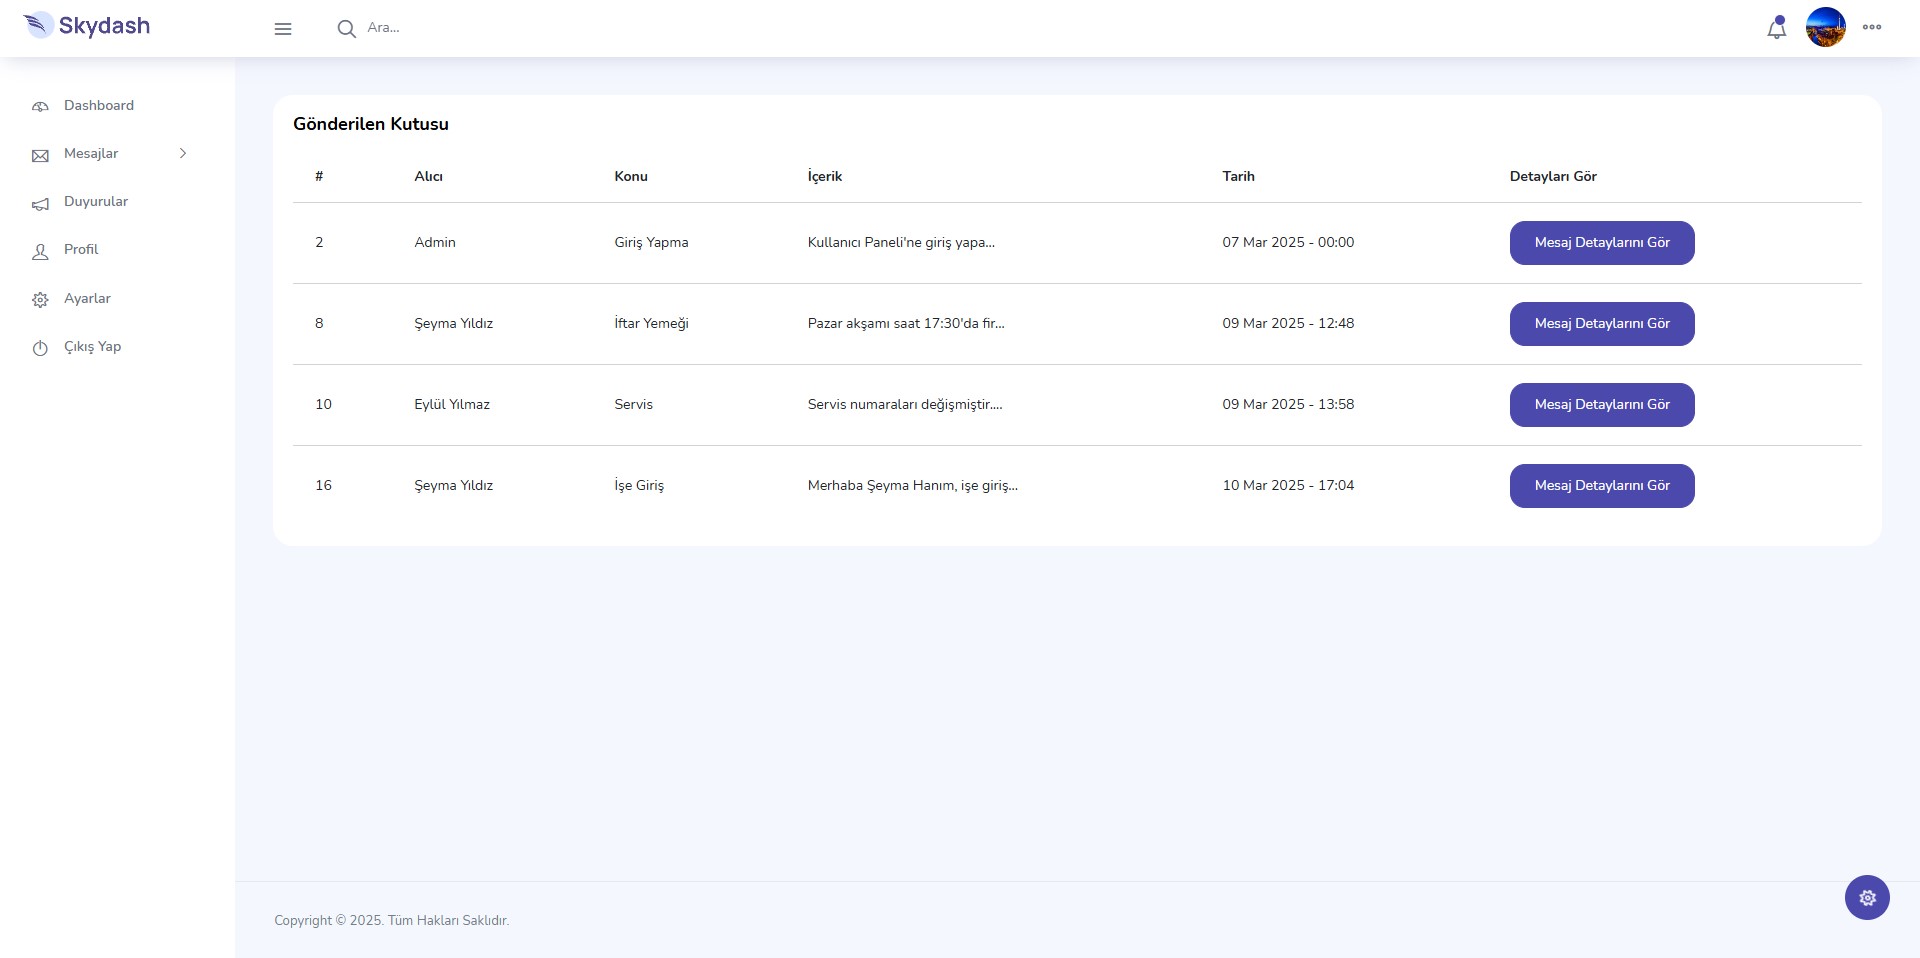 Skydash
Ara...
Dashboard
Mesajlar
Duyurular
Profil
Ayarlar
Çıkış Yap
Gönderilen Kutusu
# Alıcı Konu İçerik Tarih Detayları Gör
2 Admin Giriş Yapma Kullanıcı Paneli'ne giriş yapa... 07 Mar 2025 - 00:00 Mesaj Detaylarını Gör
8 Şeyma Yıldız İftar Yemeği Pazar akşamı saat 17:30'da fir... 09 Mar 2025 - 12:48 Mesaj Detaylarını Gör
10 Eylül Yılmaz Servis Servis numaraları değişmiştir.... 09 Mar 2025 - 13:58 Mesaj Detaylarını Gör
16 Şeyma Yıldız İşe Giriş Merhaba Şeyma Hanım, işe giriş... 10 Mar 2025 - 17:04 Mesaj Detaylarını Gör
Copyright © 2025. Tüm Hakları Saklıdır.